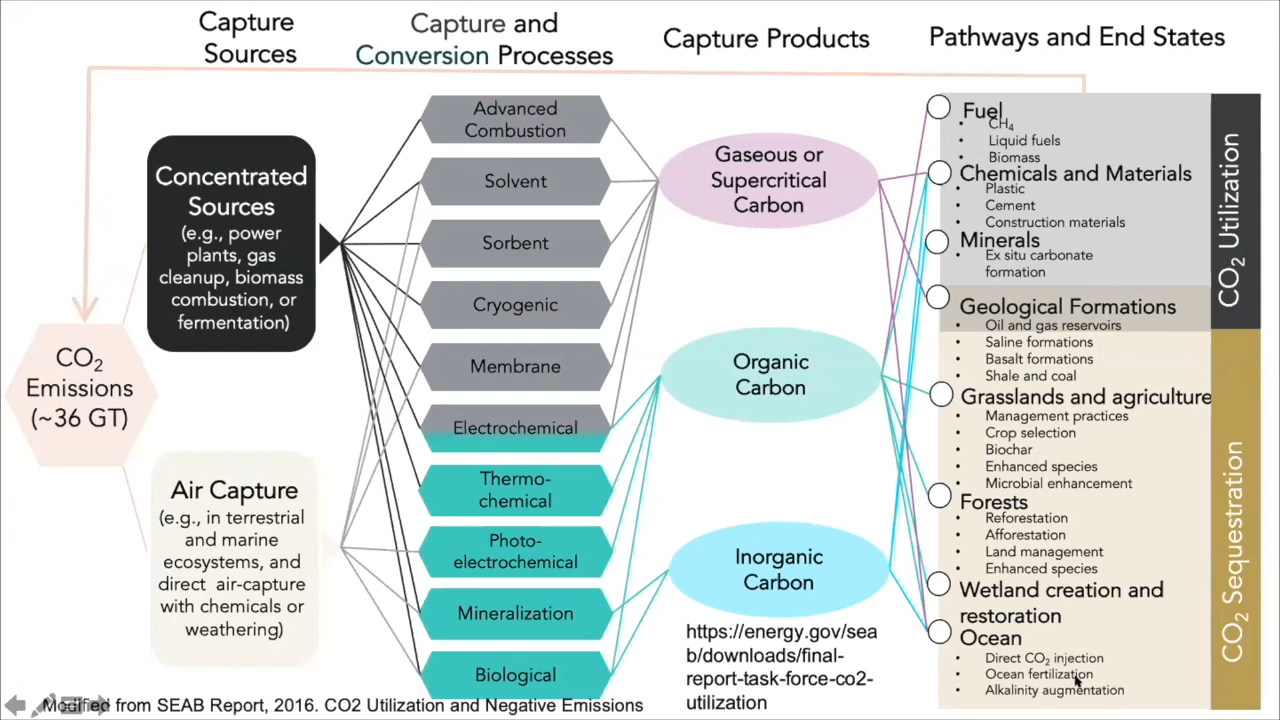 Capture
Sources
Capture and
Conversion Processes
Capture Products
Pathways and End States
Concentrated
Sources
(e.g., power
plants, gas
cleanup, biomass
combustion, or
fermentation)
CO₂
Emissions
(~36 GT)
Air Capture
(e.g., in terrestrial
and marine
ecosystems, and
direct air-capture
with chemicals or
weathering)
Advanced
Combustion
Solvent
Sorbent
Cryogenic
Membrane
Electrochemical
Thermo-
chemical
Photo-
electrochemical
Mineralization
Biological
Gaseous or
Supercritical
Carbon
Organic
Carbon
Inorganic
Carbon
https://energy.gov/sea
b/downloads/final-
report-task-force-co2-
utilization
Fuel
• CH₄
• Liquid fuels
• Biomass
Chemicals and Materials
• Plastic
• Cement
• Construction materials
Minerals
• Ex situ carbonate
formation
Geological Formations
• Oil and gas reservoirs
• Saline formations
• Basalt formations
• Shale and coal
Grasslands and agriculture
• Management practices
• Crop selection
• Biochar
• Enhanced species
• Microbial enhancement
Forests
• Reforestation
• Afforestation
• Land management
• Enhanced species
Wetland creation and
restoration
Ocean
• Direct CO₂ injection
• Ocean fertilization
• Alkalinity augmentation
CO₂ Utilization
CO₂ Sequestration
Modified from SEAB Report, 2016. CO2 Utilization and Negative Emissions